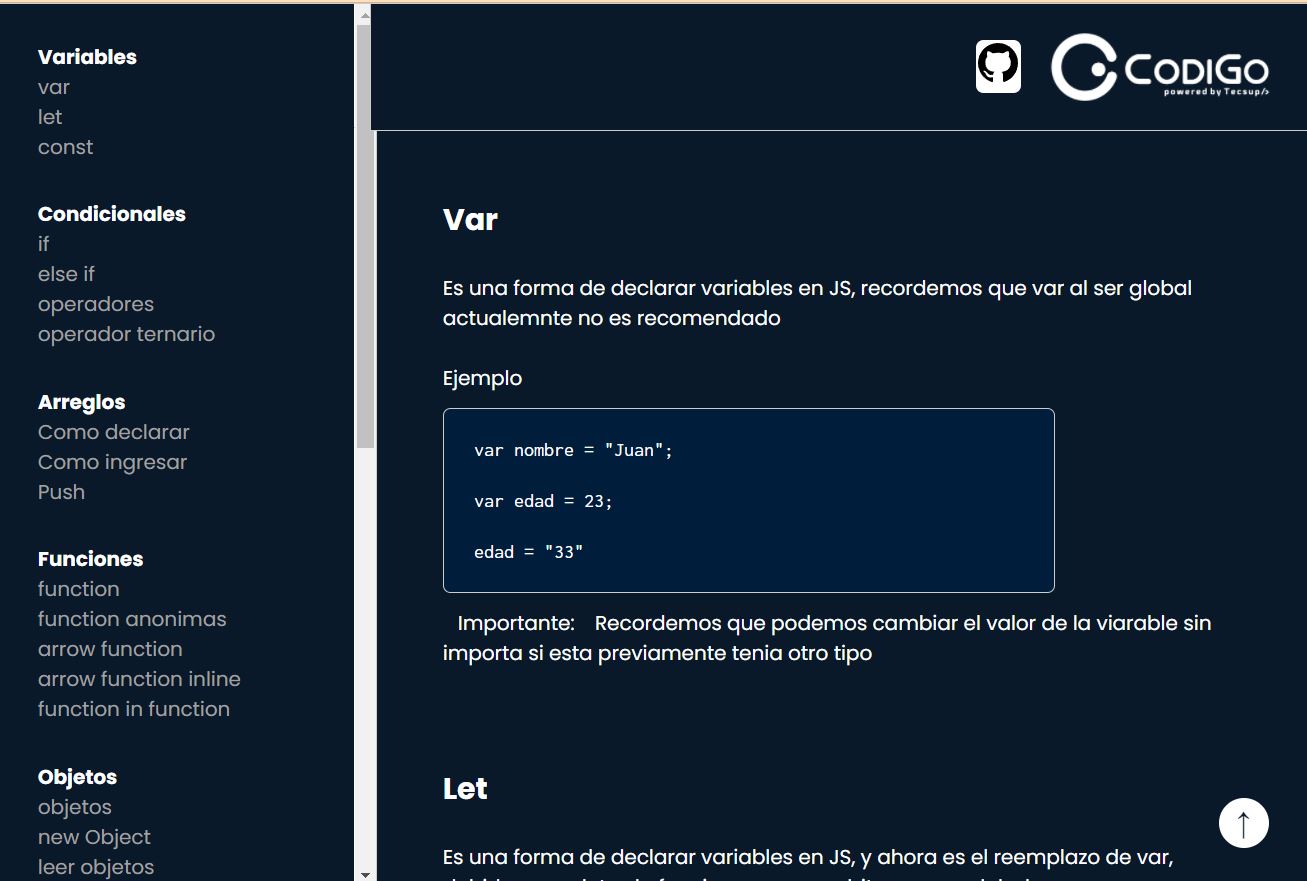 Variables
var
let
const
Condicionales
if
else if
operadores
operador ternario
Arreglos
Como declarar
Como ingresar
Push
Funciones
function
function anonimas
arrow function
arrow function inline
function in function
Objetos
objetos
new Object
leer objetos
CODIGO
powered by Tecsup/>
Var
Es una forma de declarar variables en JS, recordemos que var al ser global
actualemnte no es recomendado
Ejemplo
var nombre = "Juan";
var edad = 23;
edad = "33"
Importante: Recordemos que podemos cambiar el valor de la viarable sin
importa si esta previamente tenia otro tipo
Let
Es una forma de declarar variables en JS, y ahora es el reemplazo de var,